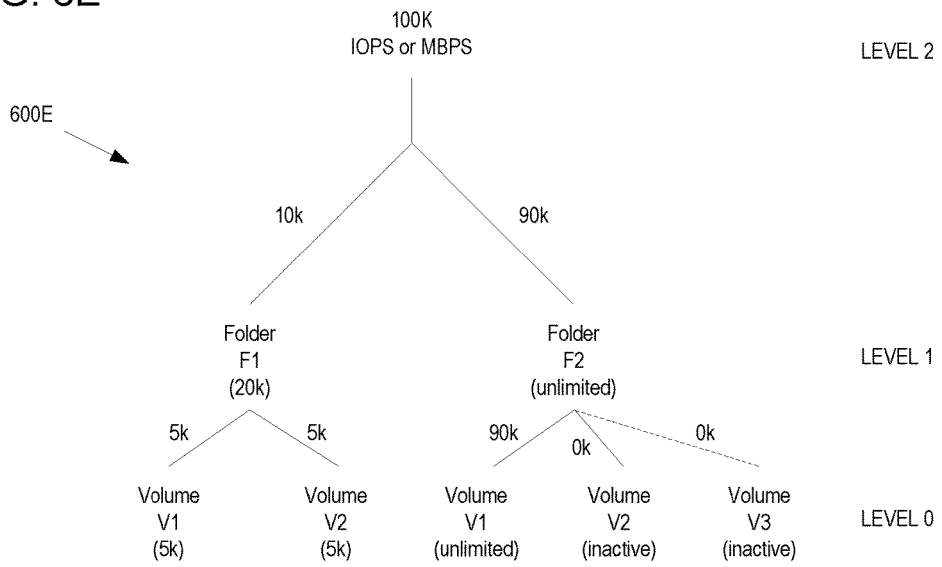 100K
IOPS or MBPS
LEVEL 2
600E
10k
90k
Folder
F1
(20k)
Folder
F2
(unlimited)
LEVEL 1
5k
5k
90k
0k
0k
Volume
V1
(5k)
Volume
V2
(5k)
Volume
V1
(unlimited)
Volume
V2
(inactive)
Volume
V3
(inactive)
LEVEL 0